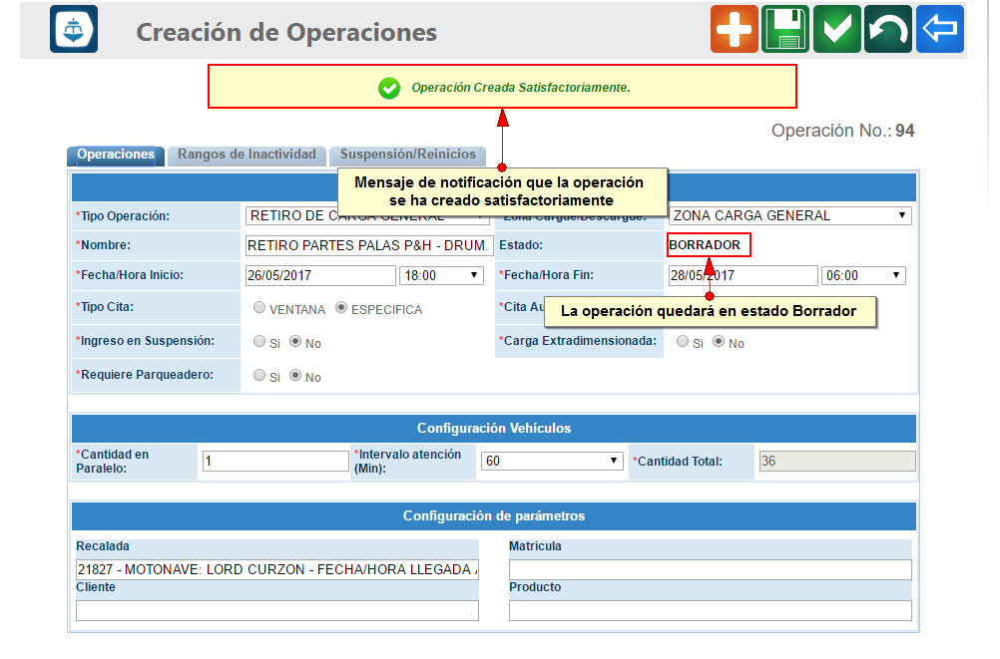 Creación de Operaciones
Operación Creada Satisfactoriamente.
Operación No.: 94
Operaciones Rangos de Inactividad Suspensión/Reinicios
Mensaje de notificación que la operación
se ha creado satisfactoriamente
*Tipo Operación: RETIRO DE CARGA GENERAL Zona Cargue/Descargue: ZONA CARGA GENERAL
*Nombre: RETIRO PARTES PALAS P&H - DRUM. Estado: BORRADOR
*Fecha/Hora Inicio: 26/05/2017 18:00 *Fecha/Hora Fin: 28/05/2017 06:00
*Tipo Cita: VENTANA ESPECIFICA *Cita Au
La operación quedará en estado Borrador
*Ingreso en Suspensión: Si No *Carga Extradimensionada: Si No
*Requiere Parqueadero: Si No
Configuración Vehículos
*Cantidad en
Paralelo: 1 *Intervalo atención
(Min): 60 *Cantidad Total: 36
Configuración de parámetros
Recalada Matricula
21827 - MOTONAVE: LORD CURZON - FECHA/HORA LLEGADA
Cliente Producto